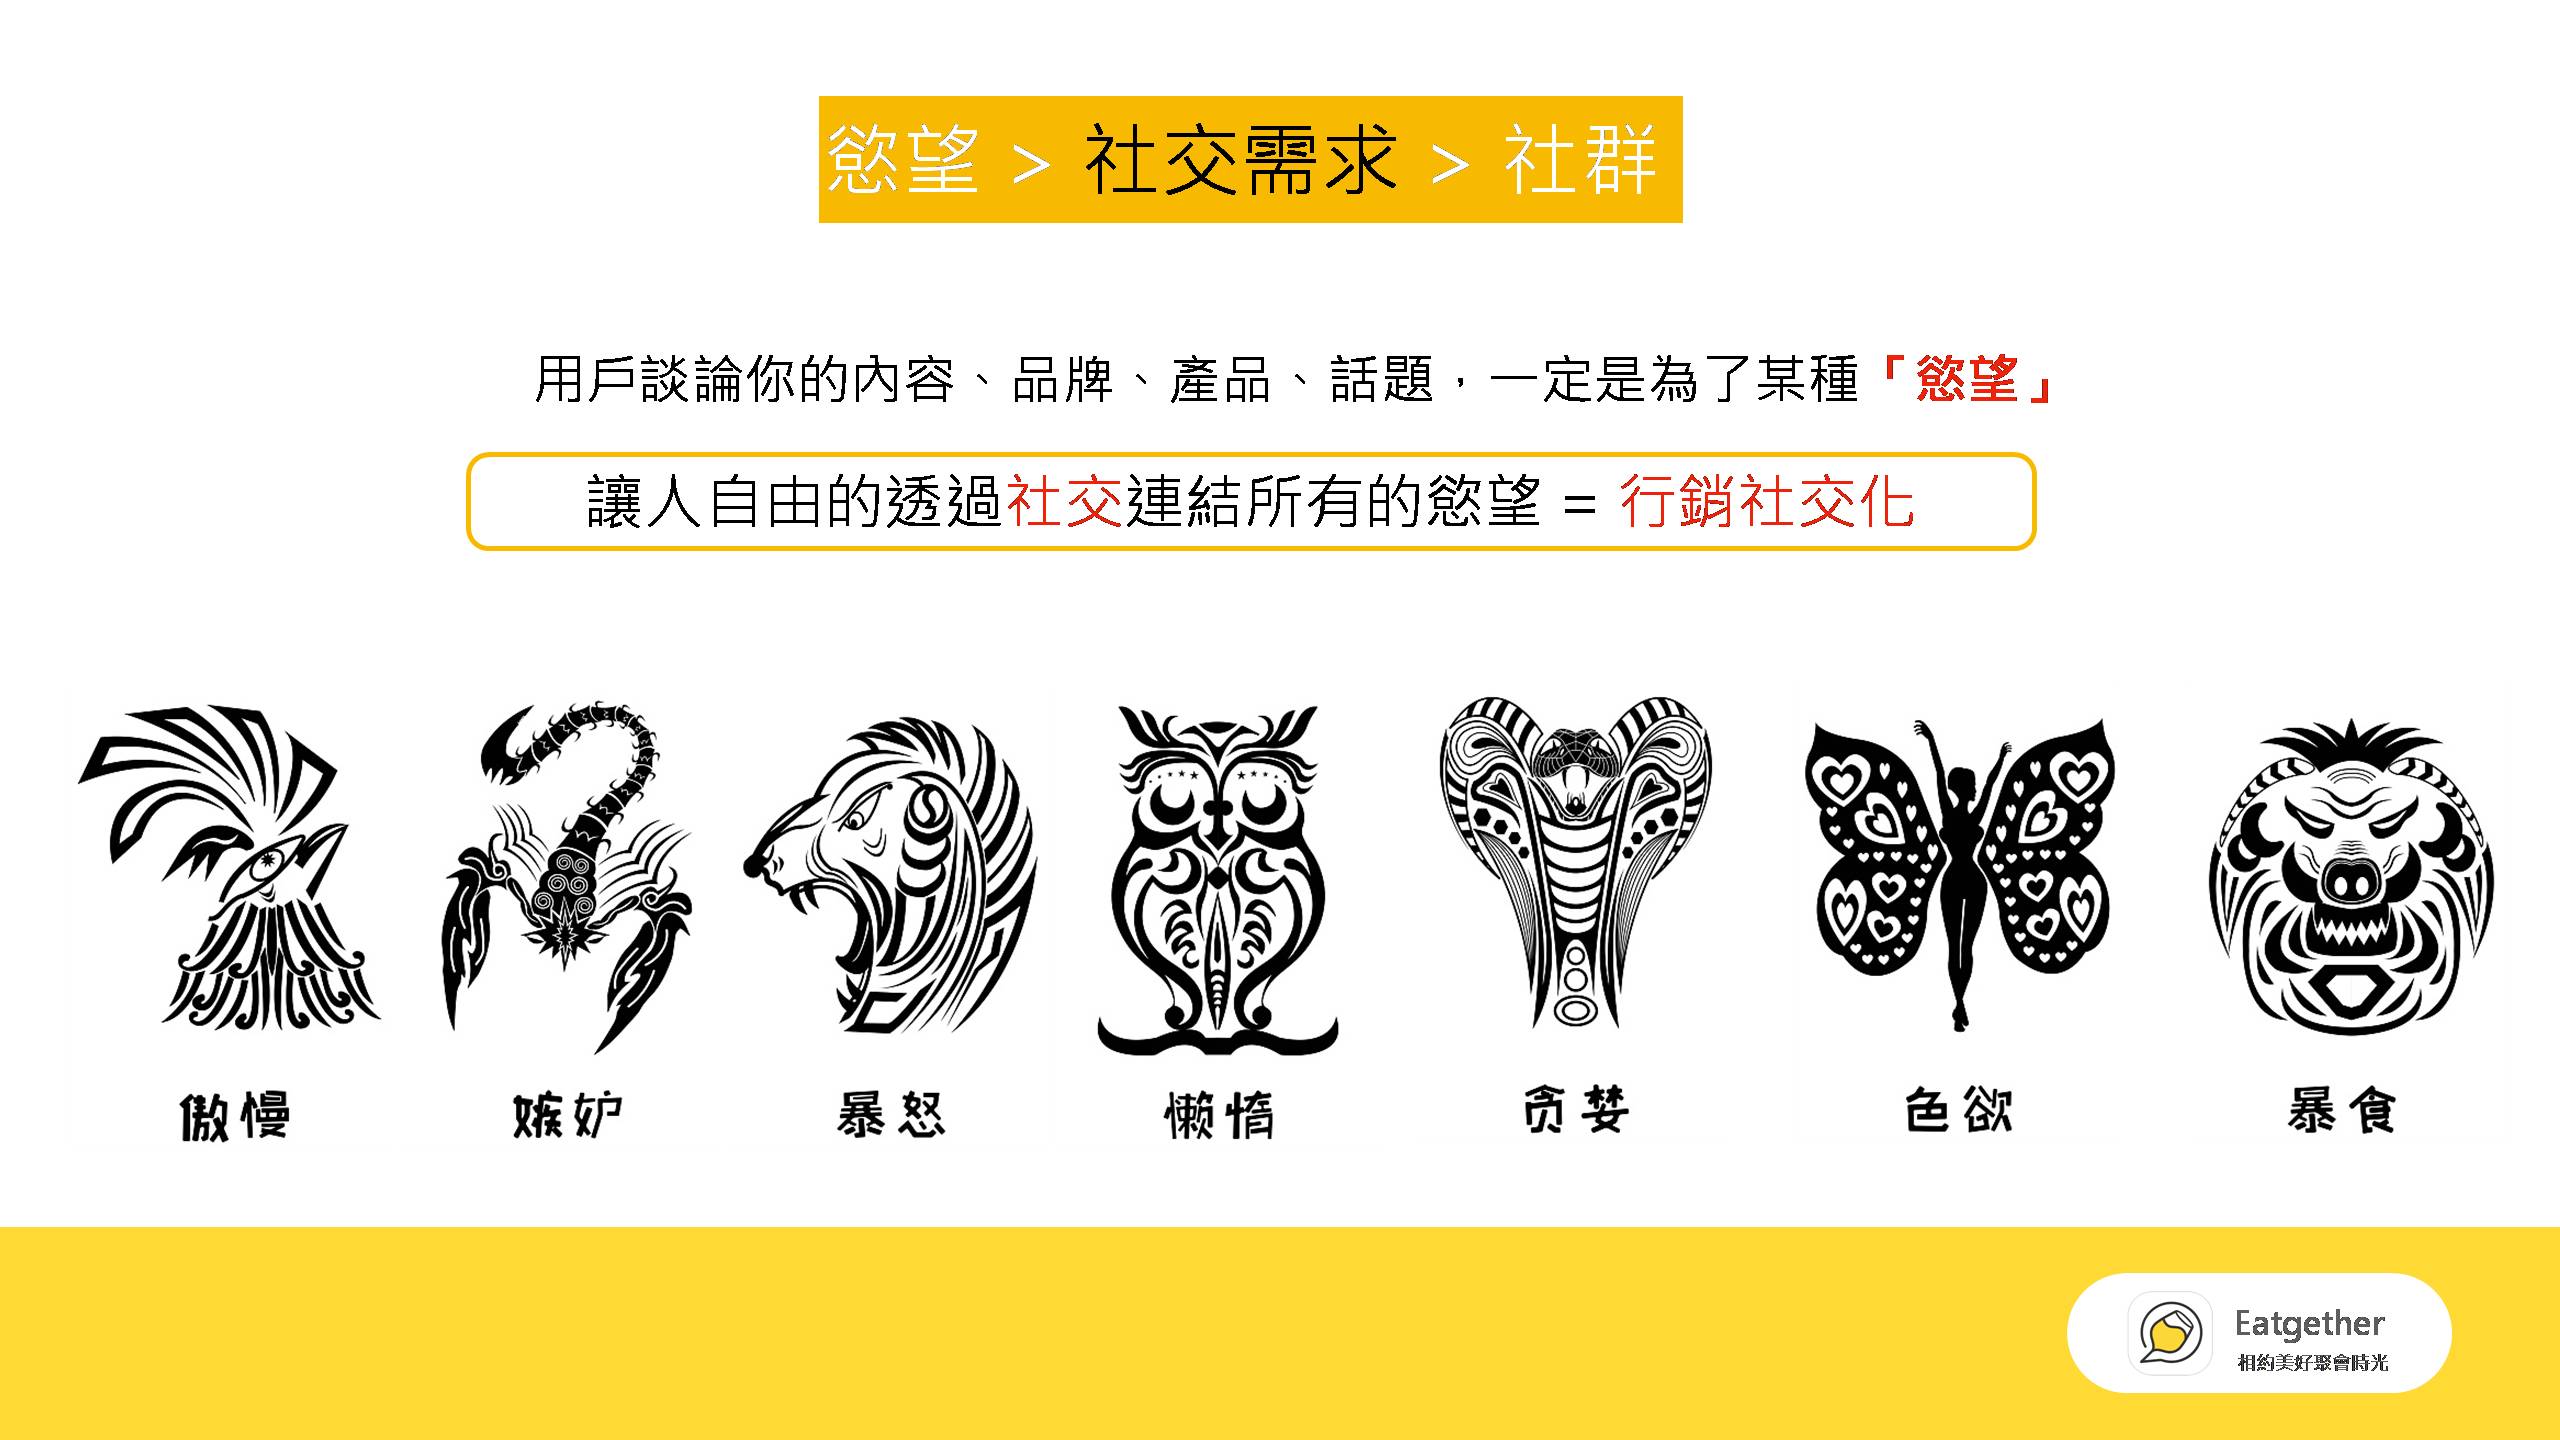 慾望 > 社交需求 > 社群
用戶談論你的內容、品牌、產品、話題，一定是為了某種「慾望」
讓人自由的透過社交連結所有的慾望 = 行銷社交化
傲慢 嫉妒 暴怒 懒惰 贪婪 色欲 暴食
Eatgether
相約美好聚會時光